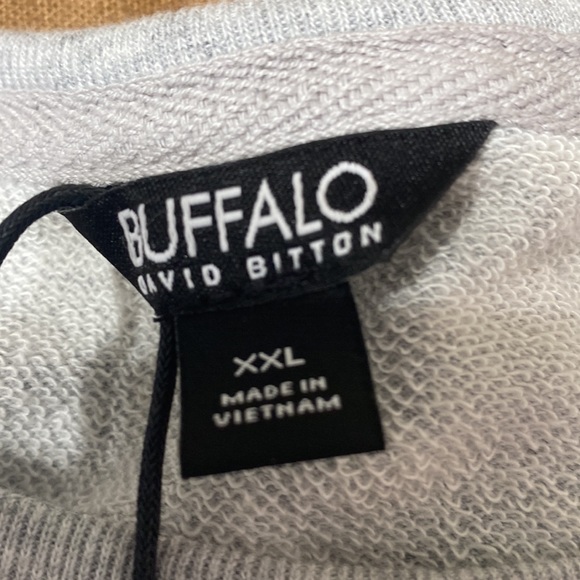 BUFFALO
DAVID BITTON
XXL
MADE IN
VIETNAM